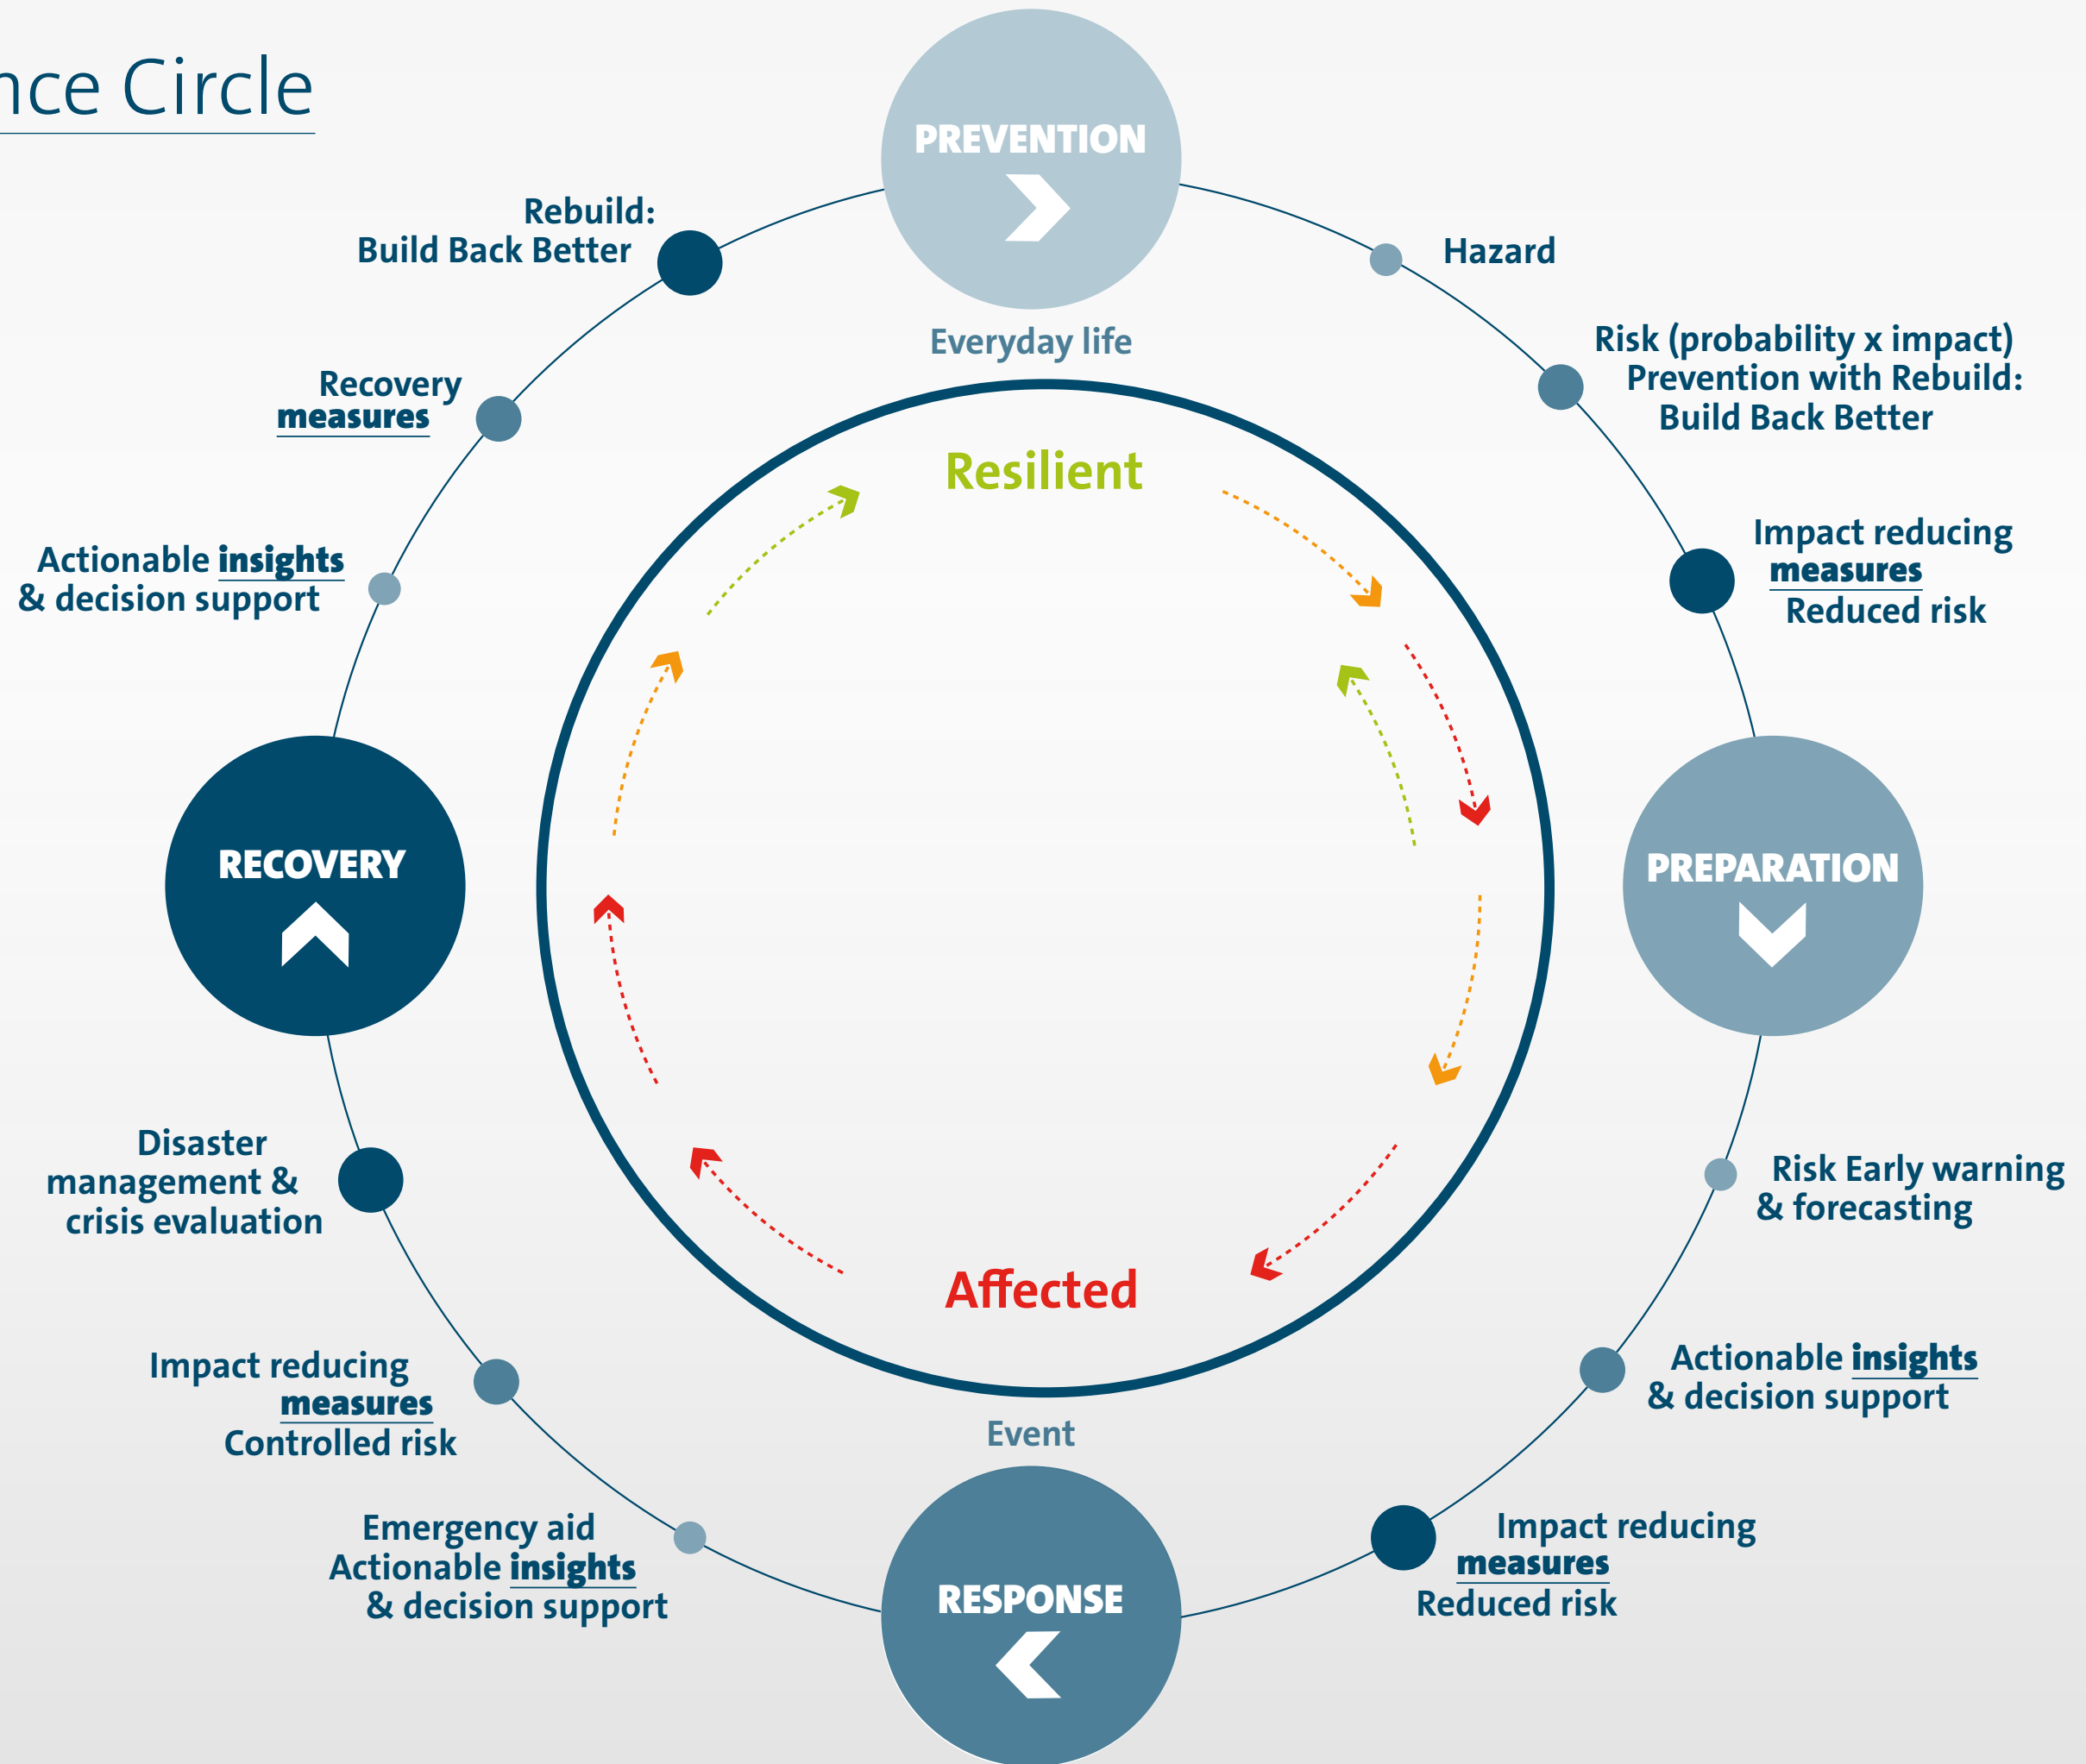 nce Circle
PREVENTION
Everyday life
Hazard
Risk (probability x impact)
Prevention with Rebuild:
Build Back Better
Impact reducing
measures
Reduced risk
PREPARATION
Risk Early warning
& forecasting
Actionable insights
& decision support
Impact reducing
measures
Reduced risk
Event
RESPONSE
Emergency aid
Actionable insights
& decision support
Impact reducing
measures
Controlled risk
Disaster
management &
crisis evaluation
RECOVERY
Actionable insights
& decision support
Recovery
measures
Rebuild:
Build Back Better
Resilient
Affected